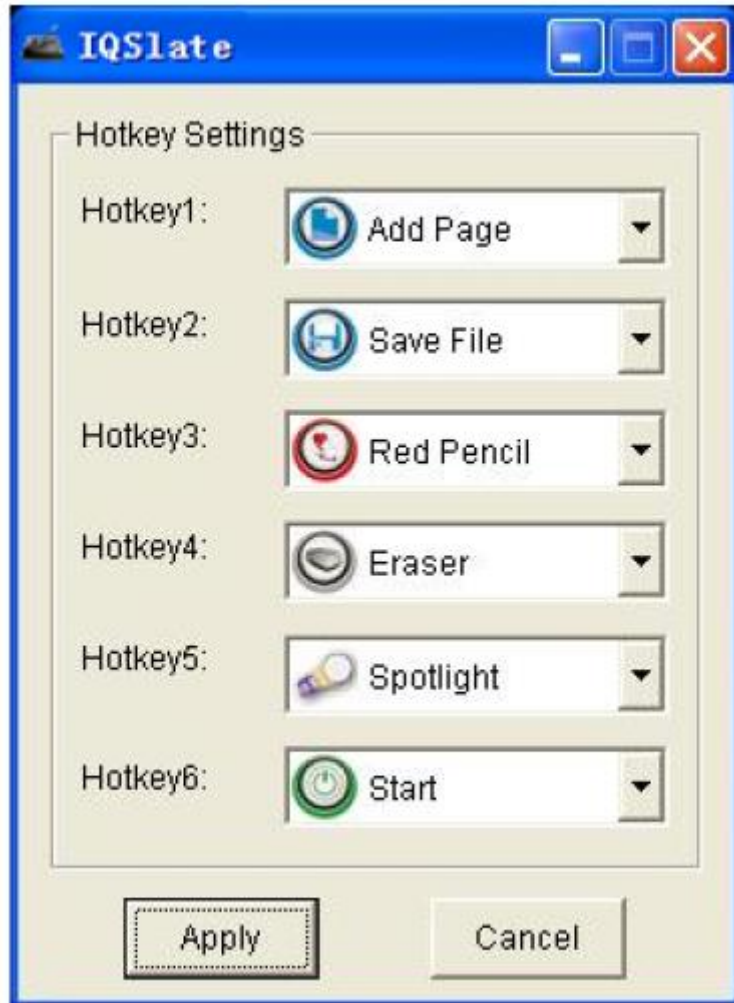 IQSlate
Hotkey Settings
Hotkey1: Add Page
Hotkey2: Save File
Hotkey3: Red Pencil
Hotkey4: Eraser
Hotkey5: Spotlight
Hotkey6: Start
Apply Cancel